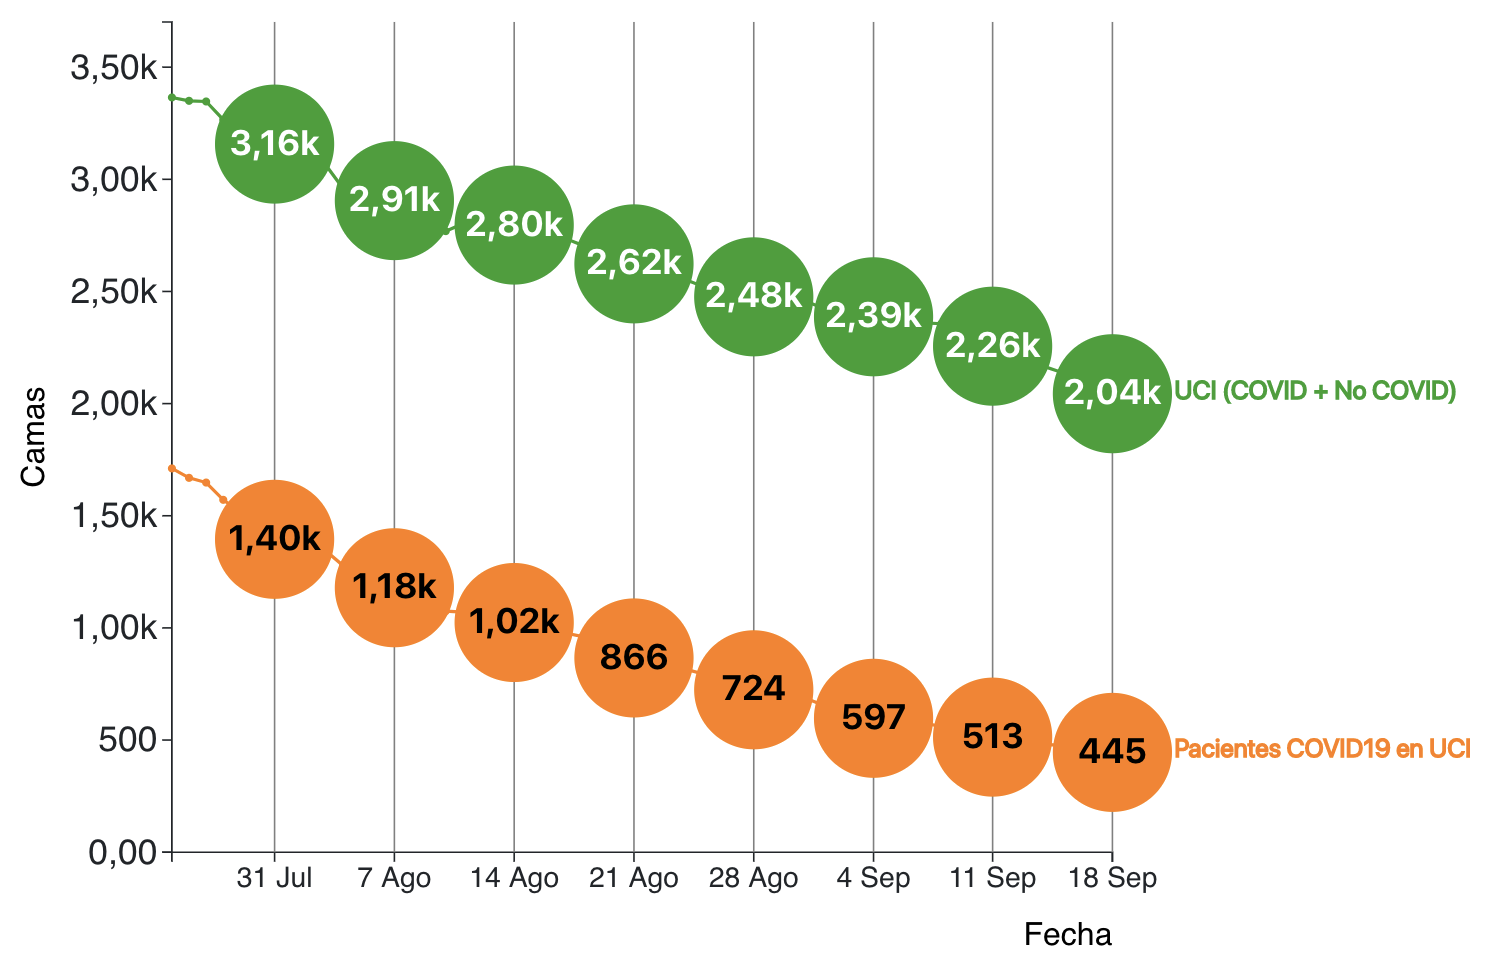 3,50k
3,00k
2,50k
2,00k
1,50k
1,00k
500
0,00
Camas
3,16k
2,91k
2,80k
2,62k
2,48k
2,39k
2,26k
2,04k
UCI (COVID + No COVID)
1,40k
1,18k
1,02k
866
724
597
513
445
Pacientes COVID19 en UCI
31 Jul 7 Ago 14 Ago 21 Ago 28 Ago 4 Sep 11 Sep 18 Sep
Fecha